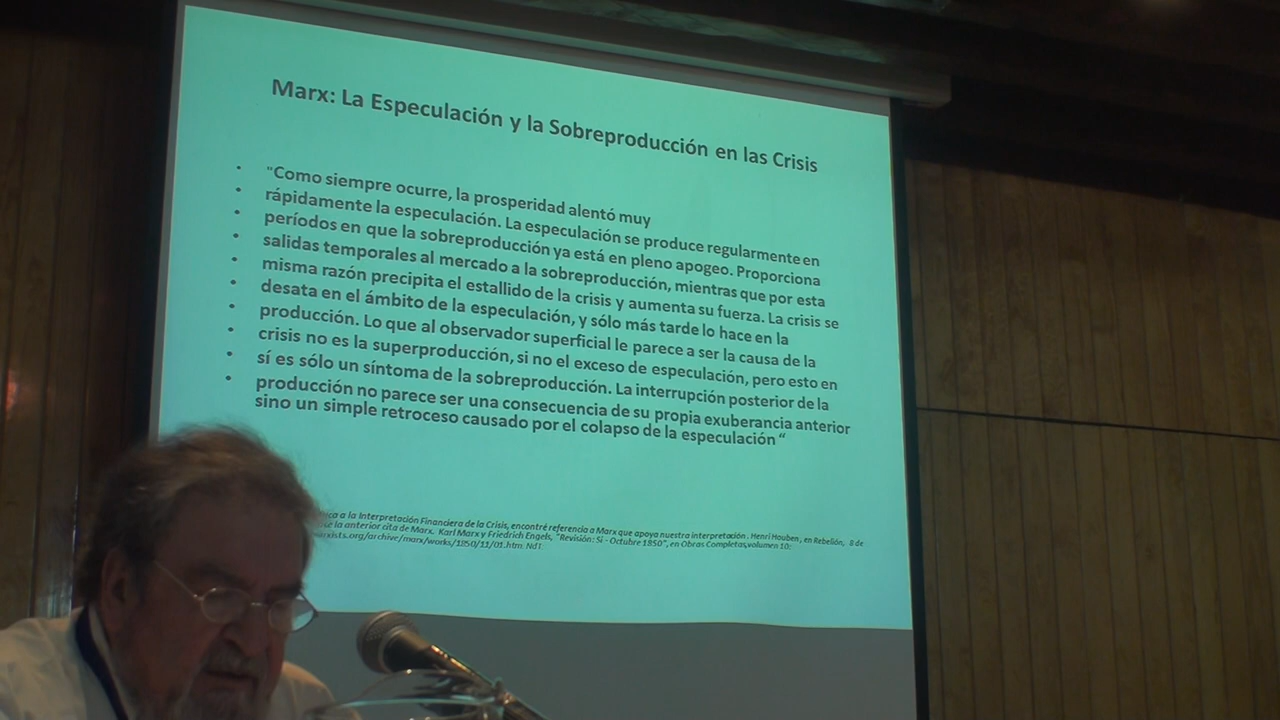 Marx: La Especulación y la Sobreproducción en las Crisis
• "Como siempre ocurre, la prosperidad alentó muy
• rápidamente la especulación. La especulación se produce regularmente en
• períodos en que la sobreproducción ya está en pleno apogeo. Proporciona
• salidas temporales al mercado a la sobreproducción, mientras que por esta
• misma razón precipita el estallido de la crisis y aumenta su fuerza. La crisis se
• desata en el ámbito de la especulación, y sólo más tarde lo hace en la
• producción. Lo que al observador superficial le parece a ser la causa de la
• crisis no es la superproducción, si no el exceso de especulación, pero esto en
• sí es sólo un síntoma de la sobreproducción. La interrupción posterior de la
• producción no parece ser una consecuencia de su propia exuberancia anterior
sino un simple retroceso causado por el colapso de la especulación “
a la Interpretación Financiera de la Crisis, encontré referencia a Marx que apoya nuestra interpretación. Henri Houben, en Rebelión, 8 de
la anterior cita de Marx. Karl Marx y Friedrich Engels, "Revisión: Sí - Octubre 1850", en Obras Completas,volumen 10:
.org/archive/marx/works/1850/11/01.htm: NdT